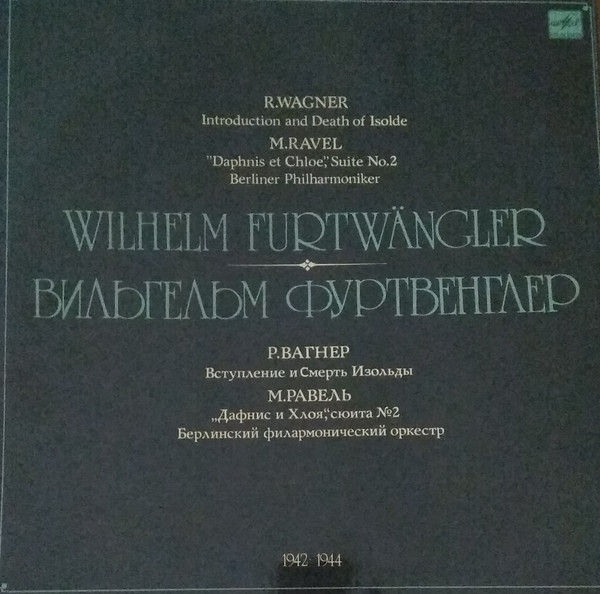 R.WAGNER
Introduction and Death of Isolde
M.RAVEL
"Daphnis et Chloe", Suite No.2
Berliner Philharmoniker
WILHELM FURTWÄNGLER
ВИЛЬГЕЛЬМ ФУРТВЕНГЛЕР
Р.ВАГНЕР
Вступление и Смерть Изольды
М.РАВЕЛЬ
„Дафнис и Хлоя", сюита №2
Берлинский филармонический оркестр
1942-1944